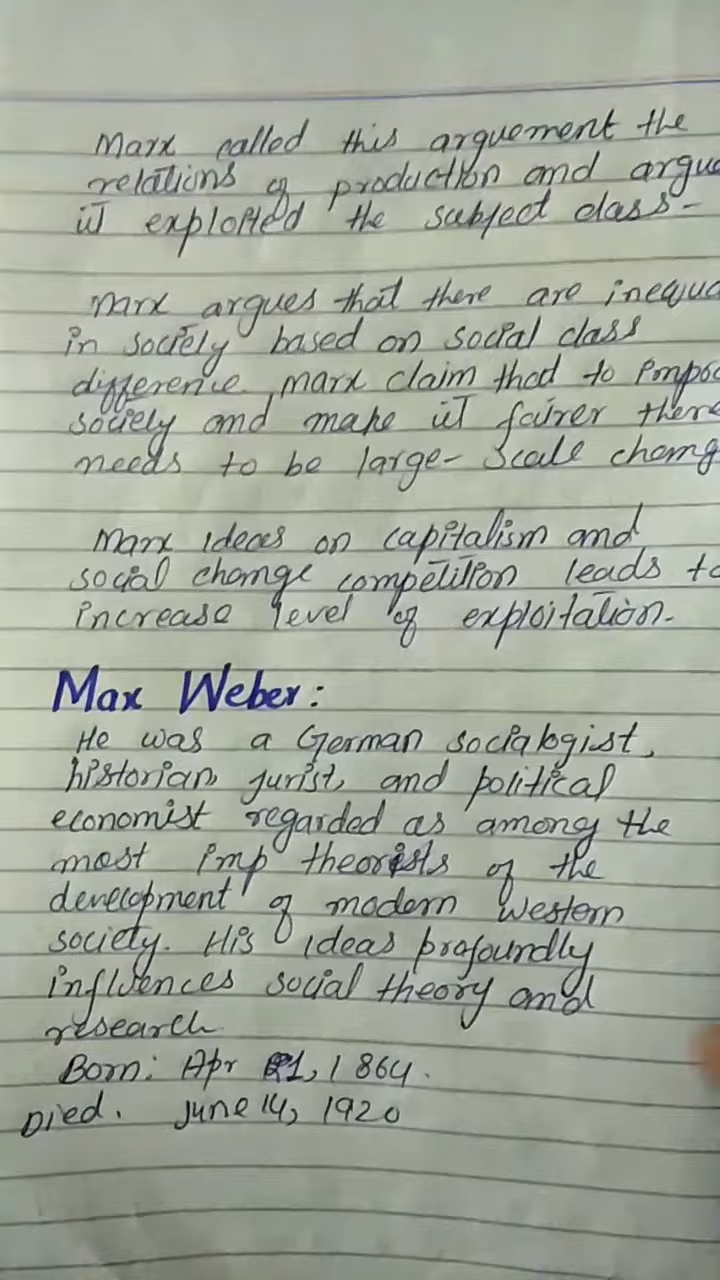 Marx called this arguement the
relations of production and argue
it exploited the subject class-
Marx argues that there are inequa
in society based on social class
difference, marx claim that to impo
society and make it fairer there
needs to be large- scale chang
Marx ideas on capitalism and
social change competition leads to
increase level of exploitation.
Max Weber:
He was a German socialogist,
historian, jurist, and political
economist regarded as among the
most imp theorists of the
development of modern western
society. His ideas profoundly
influences social theory and
research
Born: Apr 21, 1864.
Died. June 14, 1920